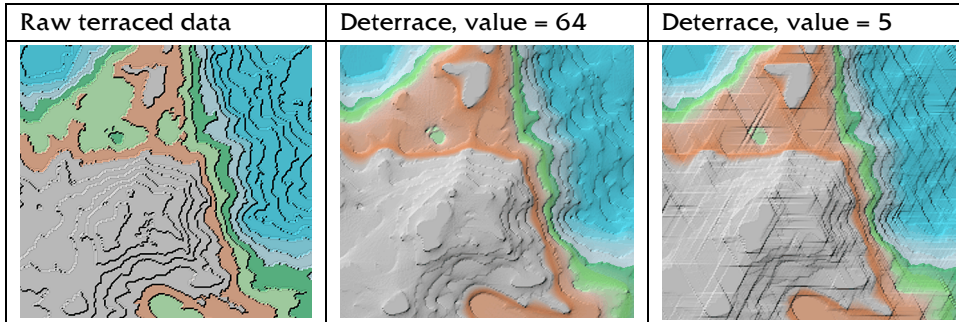 Raw terraced data
Deterrace, value = 64
Deterrace, value = 5